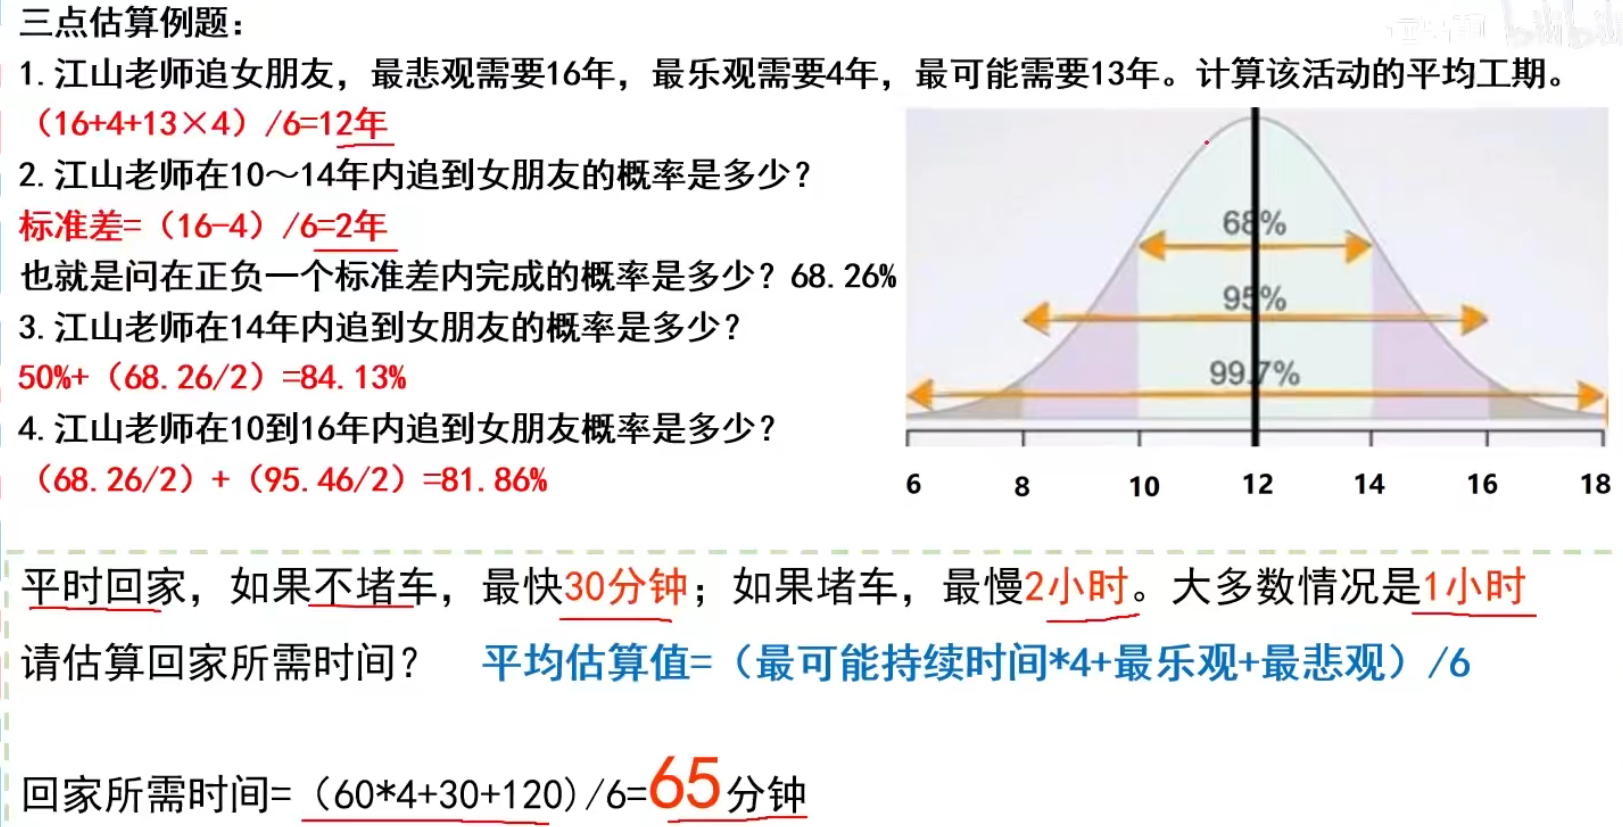 三点估算例题：
1. 江山老师追女朋友，最悲观需要16年，最乐观需要4年，最可能需要13年。计算该活动的平均工期。
（16+4+13×4）/6=12年
2. 江山老师在10～14年内追到女朋友的概率是多少？
标准差=（16-4）/6=2年
也就是问在正负一个标准差内完成的概率是多少？68.26%
3. 江山老师在14年内追到女朋友的概率是多少？
50%+（68.26/2）=84.13%
4. 江山老师在10到16年内追到女朋友概率是多少？
（68.26/2）+（95.46/2）=81.86%
68%
95%
99.7%
6 8 10 12 14 16 18
平时回家，如果不堵车，最快30分钟；如果堵车，最慢2小时。大多数情况是1小时
请估算回家所需时间？ 平均估算值=（最可能持续时间*4+最乐观+最悲观）/6
回家所需时间=（60*4+30+120)/6=65分钟